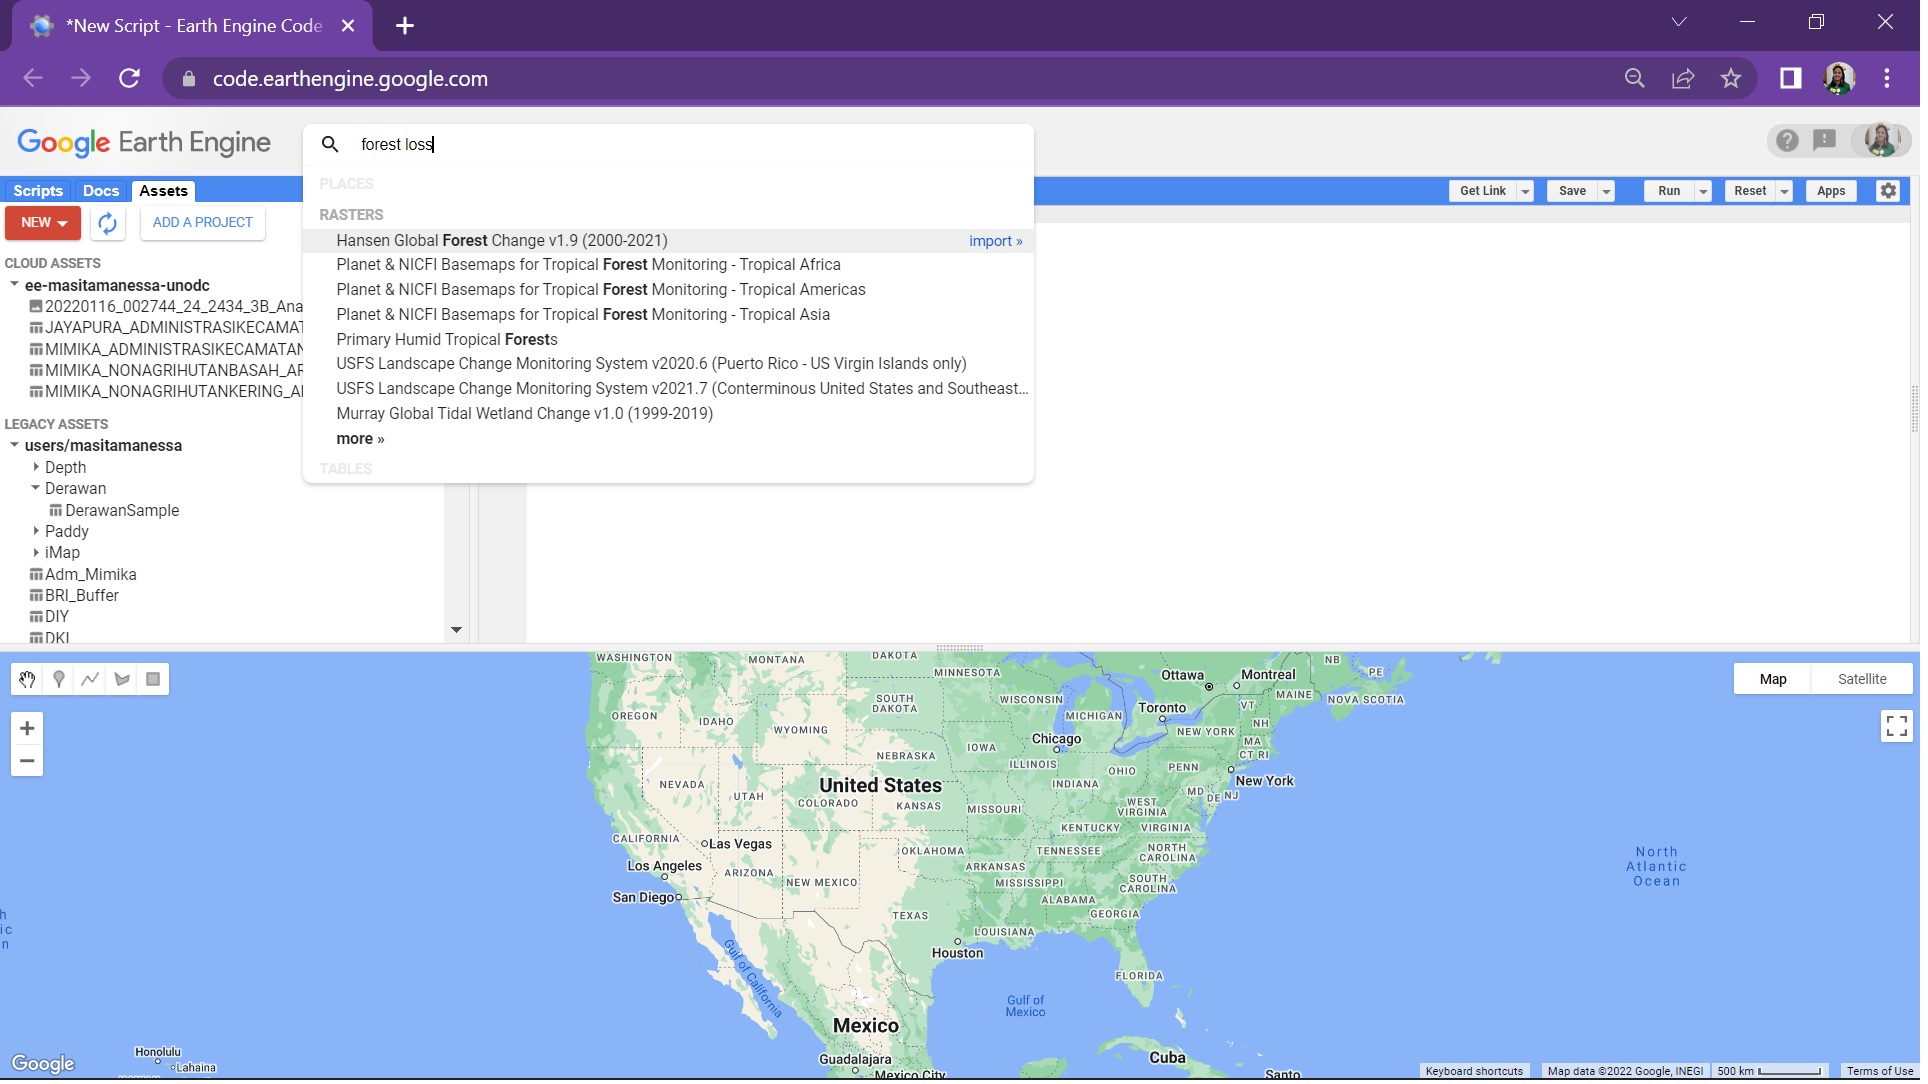 *New Script - Earth Engine Code
code.earthengine.google.com
Google Earth Engine
forest loss
PLACES
RASTERS
Hansen Global Forest Change v1.9 (2000-2021)
import »
Planet & NICFI Basemaps for Tropical Forest Monitoring - Tropical Africa
Planet & NICFI Basemaps for Tropical Forest Monitoring - Tropical Americas
Planet & NICFI Basemaps for Tropical Forest Monitoring - Tropical Asia
Primary Humid Tropical Forests
USFS Landscape Change Monitoring System v2020.6 (Puerto Rico - US Virgin Islands only)
USFS Landscape Change Monitoring System v2021.7 (Conterminous United States and Southeast...
Murray Global Tidal Wetland Change v1.0 (1999-2019)
more »
TABLES
Scripts Docs Assets
Get Link Save Run Reset Apps
NEW ADD A PROJECT
CLOUD ASSETS
ee-masitamanessa-unodc
20220116_002744_24_2434_3B_Ana
JAYAPURA_ADMINISTRASIKECAMAT
MIMIKA_ADMINISTRASIKECAMATAN
MIMIKA_NONAGRIHUTANBASAH_AR
MIMIKA_NONAGRIHUTANKERING_A
LEGACY ASSETS
users/masitamanessa
Depth
Derawan
DerawanSample
Paddy
iMap
Adm_Mimika
BRI_Buffer
DIY
DKI
Map Satellite
WASHINGTON
MONTANA
DAKOTA
MINNESOTA
Ottawa
Montreal
NB
PE
MAINE
NOVA SCOTIA
OREGON
IDAHO
SOUTH
DAKOTA
WISCONSIN
MICHIGAN
Toronto
VT
NH
WYOMING
NEW YORK
MA
CT RI
Chicago
IOWA
NEBRASKA
ILLINOIS
OHIO
PENN
New York
NEVADA
UTAH
United States
COLORADO
KANSAS
MISSOURI
INDIANA
WEST
VIRGINIA
MD
DE
NJ
KENTUCKY
VIRGINIA
CALIFORNIA
Las Vegas
OKLAHOMA
TENNESSEE
NORTH
CAROLINA
Los Angeles
ARIZONA
NEW MEXICO
ARKANSAS
MISSISSIPPI
SOUTH
CAROLINA
San Diego
ALABAMA
GEORGIA
TEXAS
LOUISIANA
Houston
FLORIDA
North
Atlantic
Ocean
Gulf of California
Gulf of
Mexico
Mexico
Honolulu
Lahaina
Guadalajara
Mexico City
Cuba
Santo
h
ic
n
Google
Keyboard shortcuts
Map data ©2022 Google, INEGI
500 km
Terms of Use